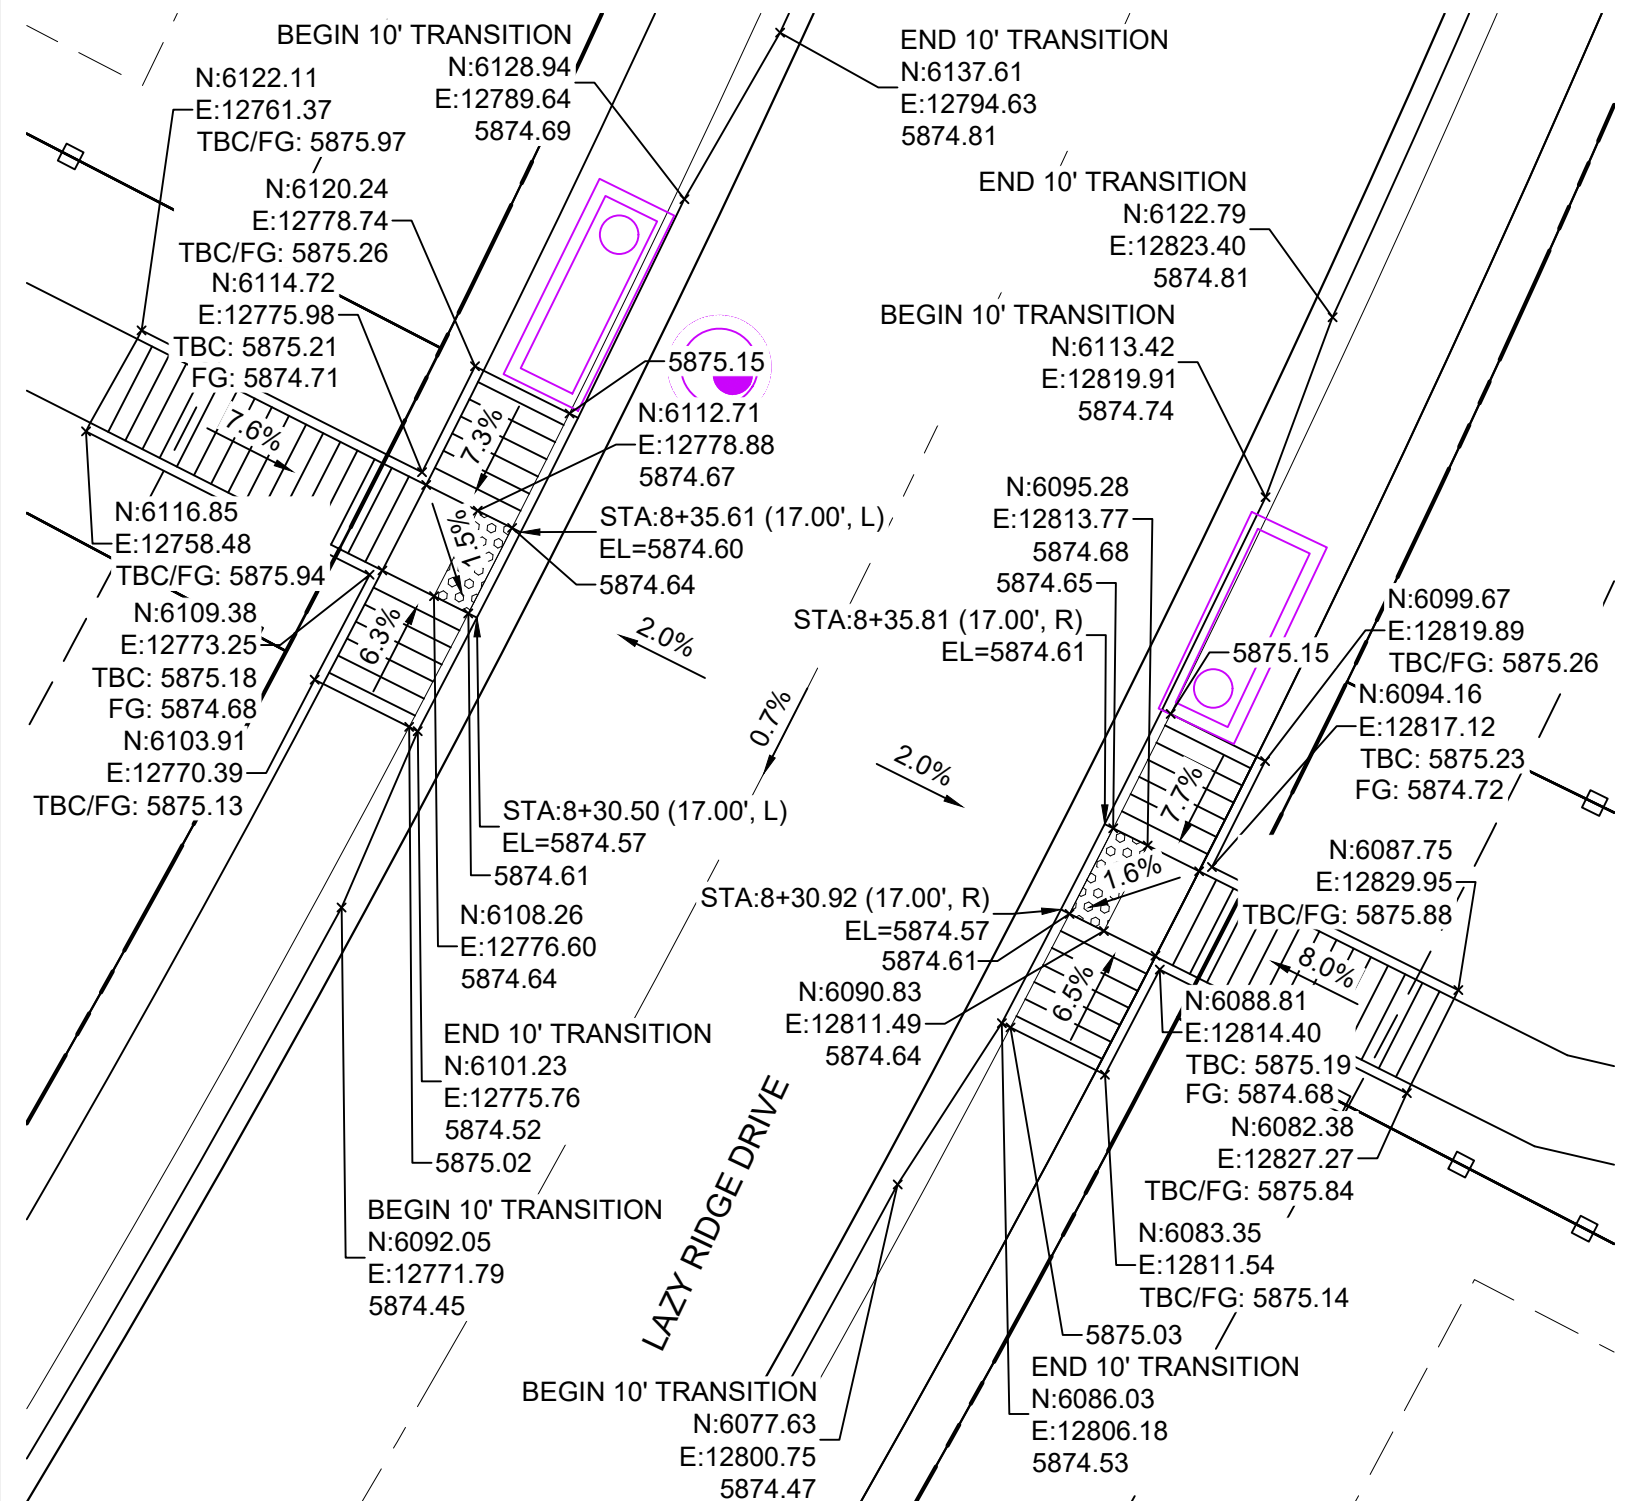 BEGIN 10' TRANSITION
N:6128.94
E:12789.64
5874.69
END 10' TRANSITION
N:6137.61
E:12794.63
5874.81
N:6122.11
E:12761.37
TBC/FG: 5875.97
N:6120.24
E:12778.74
TBC/FG: 5875.26
N:6114.72
E:12775.98
TBC: 5875.21
FG: 5874.71
END 10' TRANSITION
N:6122.79
E:12823.40
5874.81
BEGIN 10' TRANSITION
N:6113.42
E:12819.91
5874.74
5875.15
N:6112.71
E:12778.88
5874.67
7.6%
7.3%
1.5%
6.3%
STA:8+35.61 (17.00', L)
EL=5874.60
5874.64
N:6116.85
E:12758.48
TBC/FG: 5875.94
N:6109.38
E:12773.25
TBC: 5875.18
FG: 5874.68
N:6103.91
E:12770.39
TBC/FG: 5875.13
2.0%
0.7%
2.0%
N:6095.28
E:12813.77
5874.68
5874.65
STA:8+35.81 (17.00', R)
EL=5874.61
5875.15
N:6099.67
E:12819.89
TBC/FG: 5875.26
N:6094.16
E:12817.12
TBC: 5875.23
FG: 5874.72
7.7%
1.6%
6.5%
8.0%
N:6087.75
E:12829.95
TBC/FG: 5875.88
STA:8+30.50 (17.00', L)
EL=5874.57
5874.61
N:6108.26
E:12776.60
5874.64
END 10' TRANSITION
N:6101.23
E:12775.76
5874.52
5875.02
BEGIN 10' TRANSITION
N:6092.05
E:12771.79
5874.45
STA:8+30.92 (17.00', R)
EL=5874.57
5874.61
N:6090.83
E:12811.49
5874.64
N:6088.81
E:12814.40
TBC: 5875.19
FG: 5874.68
N:6082.38
E:12827.27
TBC/FG: 5875.84
N:6083.35
E:12811.54
TBC/FG: 5875.14
5875.03
END 10' TRANSITION
N:6086.03
E:12806.18
5874.53
LAZY RIDGE DRIVE
BEGIN 10' TRANSITION
N:6077.63
E:12800.75
5874.47